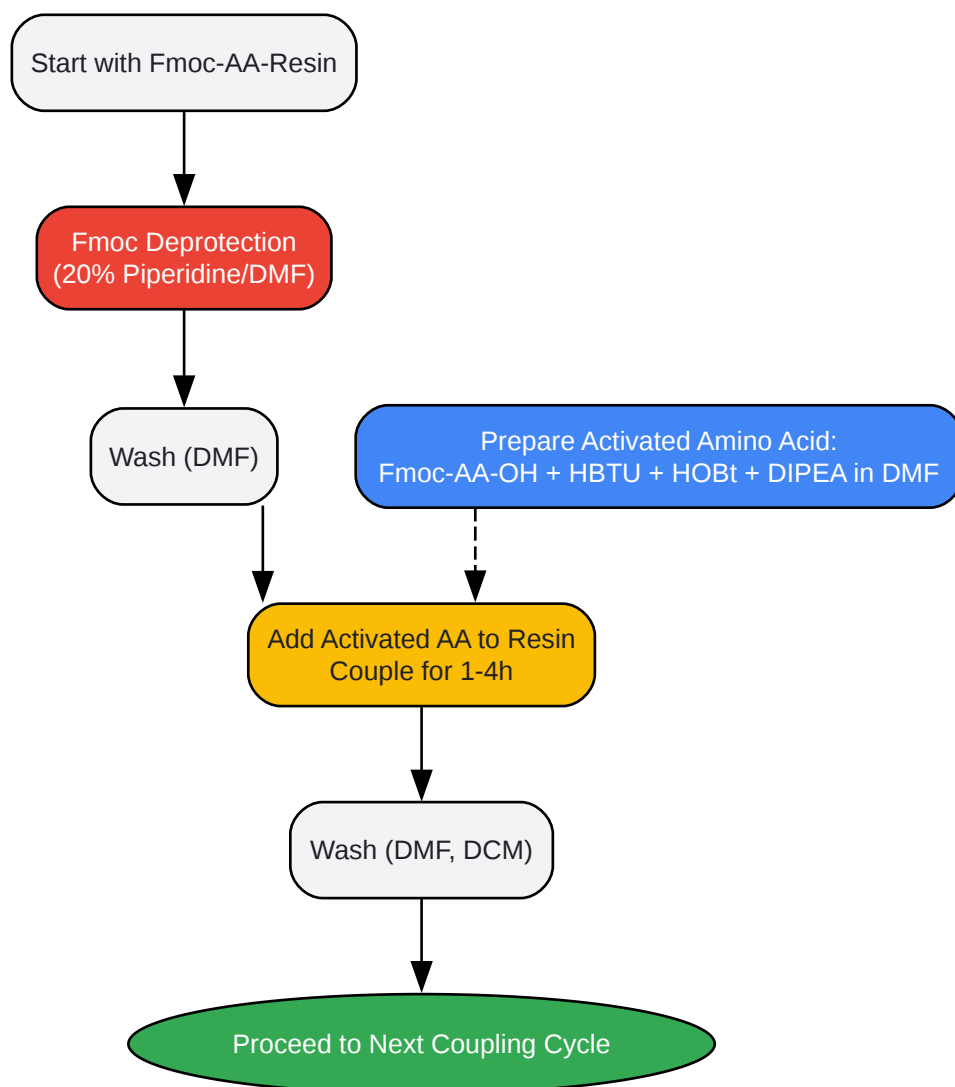 Start with Fmoc-AA-Resin
Fmoc Deprotection
(20% Piperidine/DMF)
Wash (DMF)
Prepare Activated Amino Acid:
Fmoc-AA-OH + HBTU + HOBt + DIPEA in DMF
Add Activated AA to Resin
Couple for 1-4h
Wash (DMF, DCM)
Proceed to Next Coupling Cycle